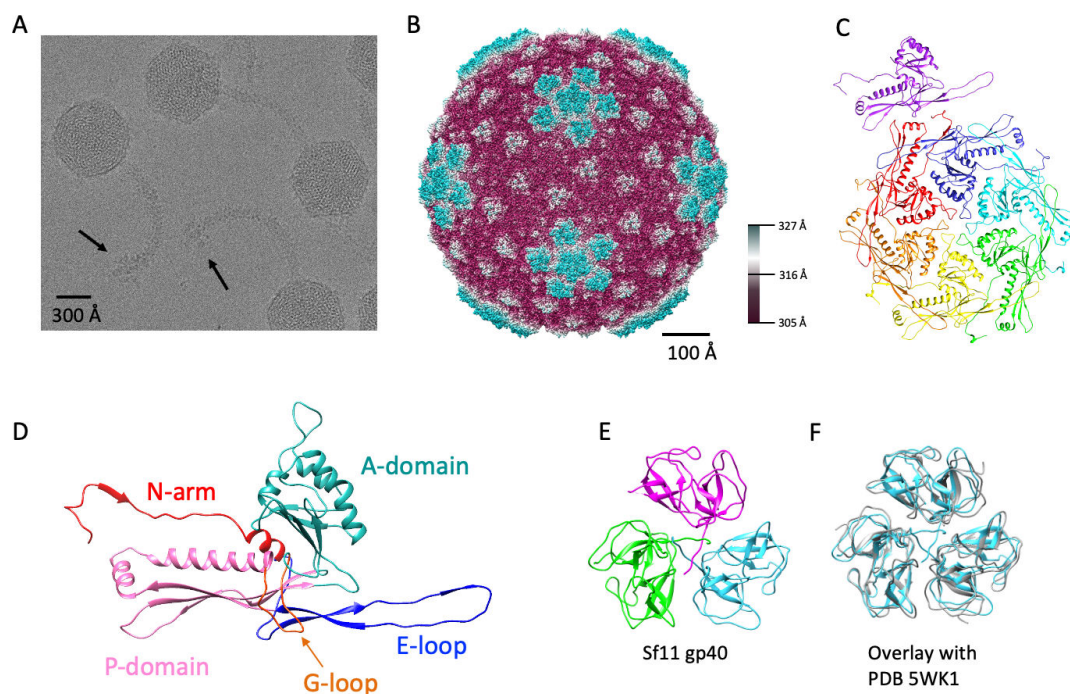 A
B
C
327 Å
316 Å
305 Å
300 Å
100 Å
D
E
F
A-domain
N-arm
P-domain
E-loop
G-loop
Sf11 gp40
Overlay with
PDB 5WK1